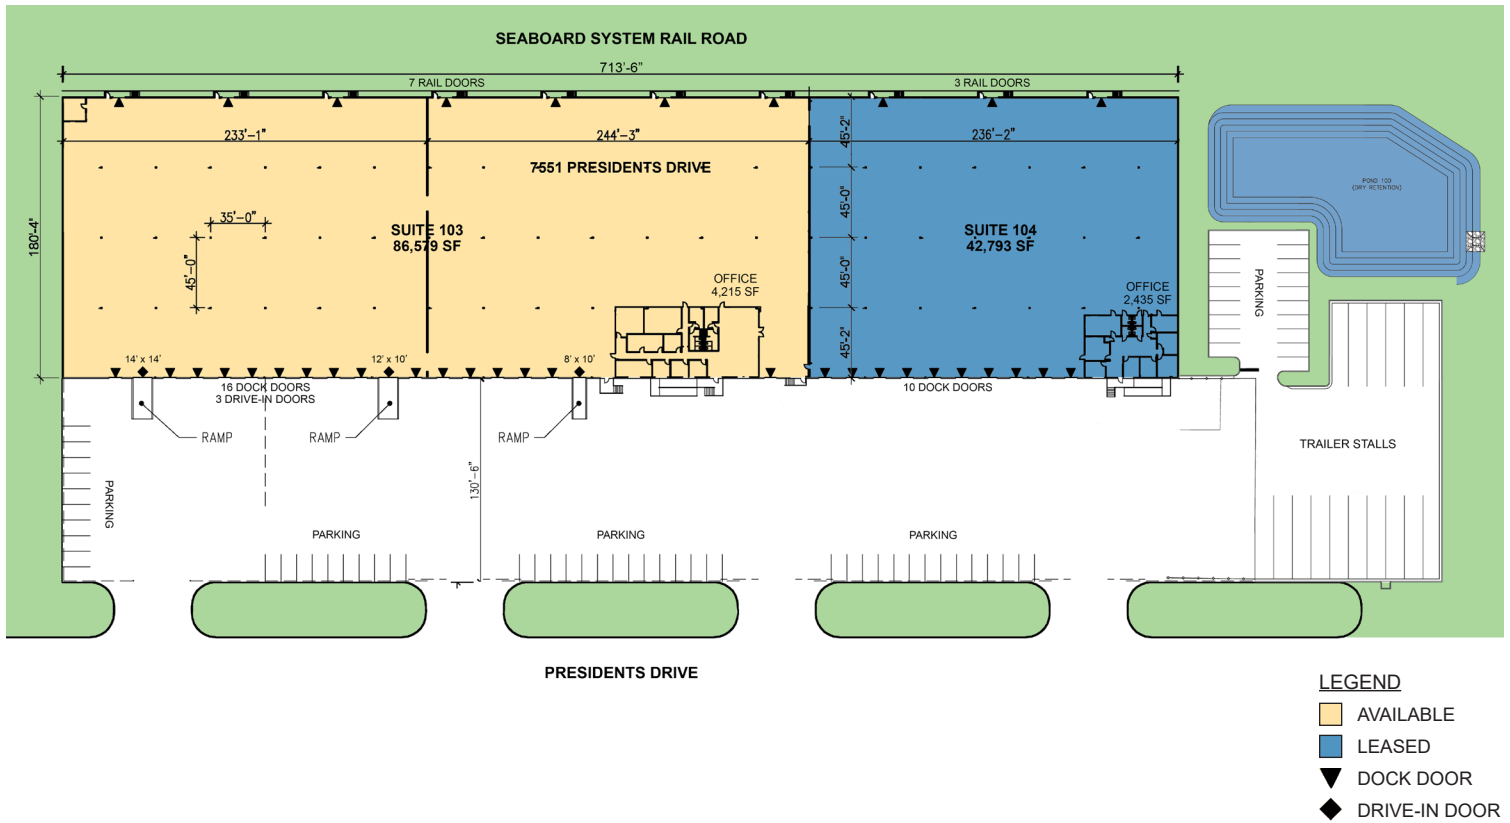 SEABOARD SYSTEM RAIL ROAD
713'-6"
7 RAIL DOORS
3 RAIL DOORS
233'-1"
244'-3"
236'-2"
45'-2"
180'-4"
7551 PRESIDENTS DRIVE
POND 100
(DRY RETENTION)
35'-0"
45'-0"
SUITE 103
86,579 SF
SUITE 104
42,793 SF
45'-0"
45'-0"
OFFICE
4,215 SF
OFFICE
2,435 SF
PARKING
45'-2"
14' x 14'
12' x 10'
8' x 10'
16 DOCK DOORS
3 DRIVE-IN DOORS
10 DOCK DOORS
RAMP
RAMP
RAMP
TRAILER STALLS
130'-6"
PARKING
PARKING
PARKING
PARKING
PRESIDENTS DRIVE
LEGEND
AVAILABLE
LEASED
DOCK DOOR
DRIVE-IN DOOR